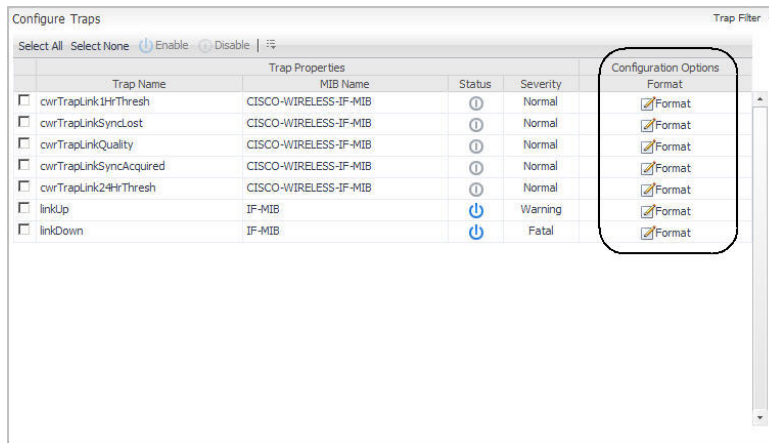 Configure Traps Trap Filter
Select All Select None Enable Disable
Trap Properties Configuration Options
Trap Name MIB Name Status Severity Format
cwrTrapLink1HrThresh CISCO-WIRELESS-IF-MIB Normal Format
cwrTrapLinkSyncLost CISCO-WIRELESS-IF-MIB Normal Format
cwrTrapLinkQuality CISCO-WIRELESS-IF-MIB Normal Format
cwrTrapLinkSyncAcquired CISCO-WIRELESS-IF-MIB Normal Format
cwrTrapLink24HrThresh CISCO-WIRELESS-IF-MIB Normal Format
linkUp IF-MIB Warning Format
linkDown IF-MIB Fatal Format